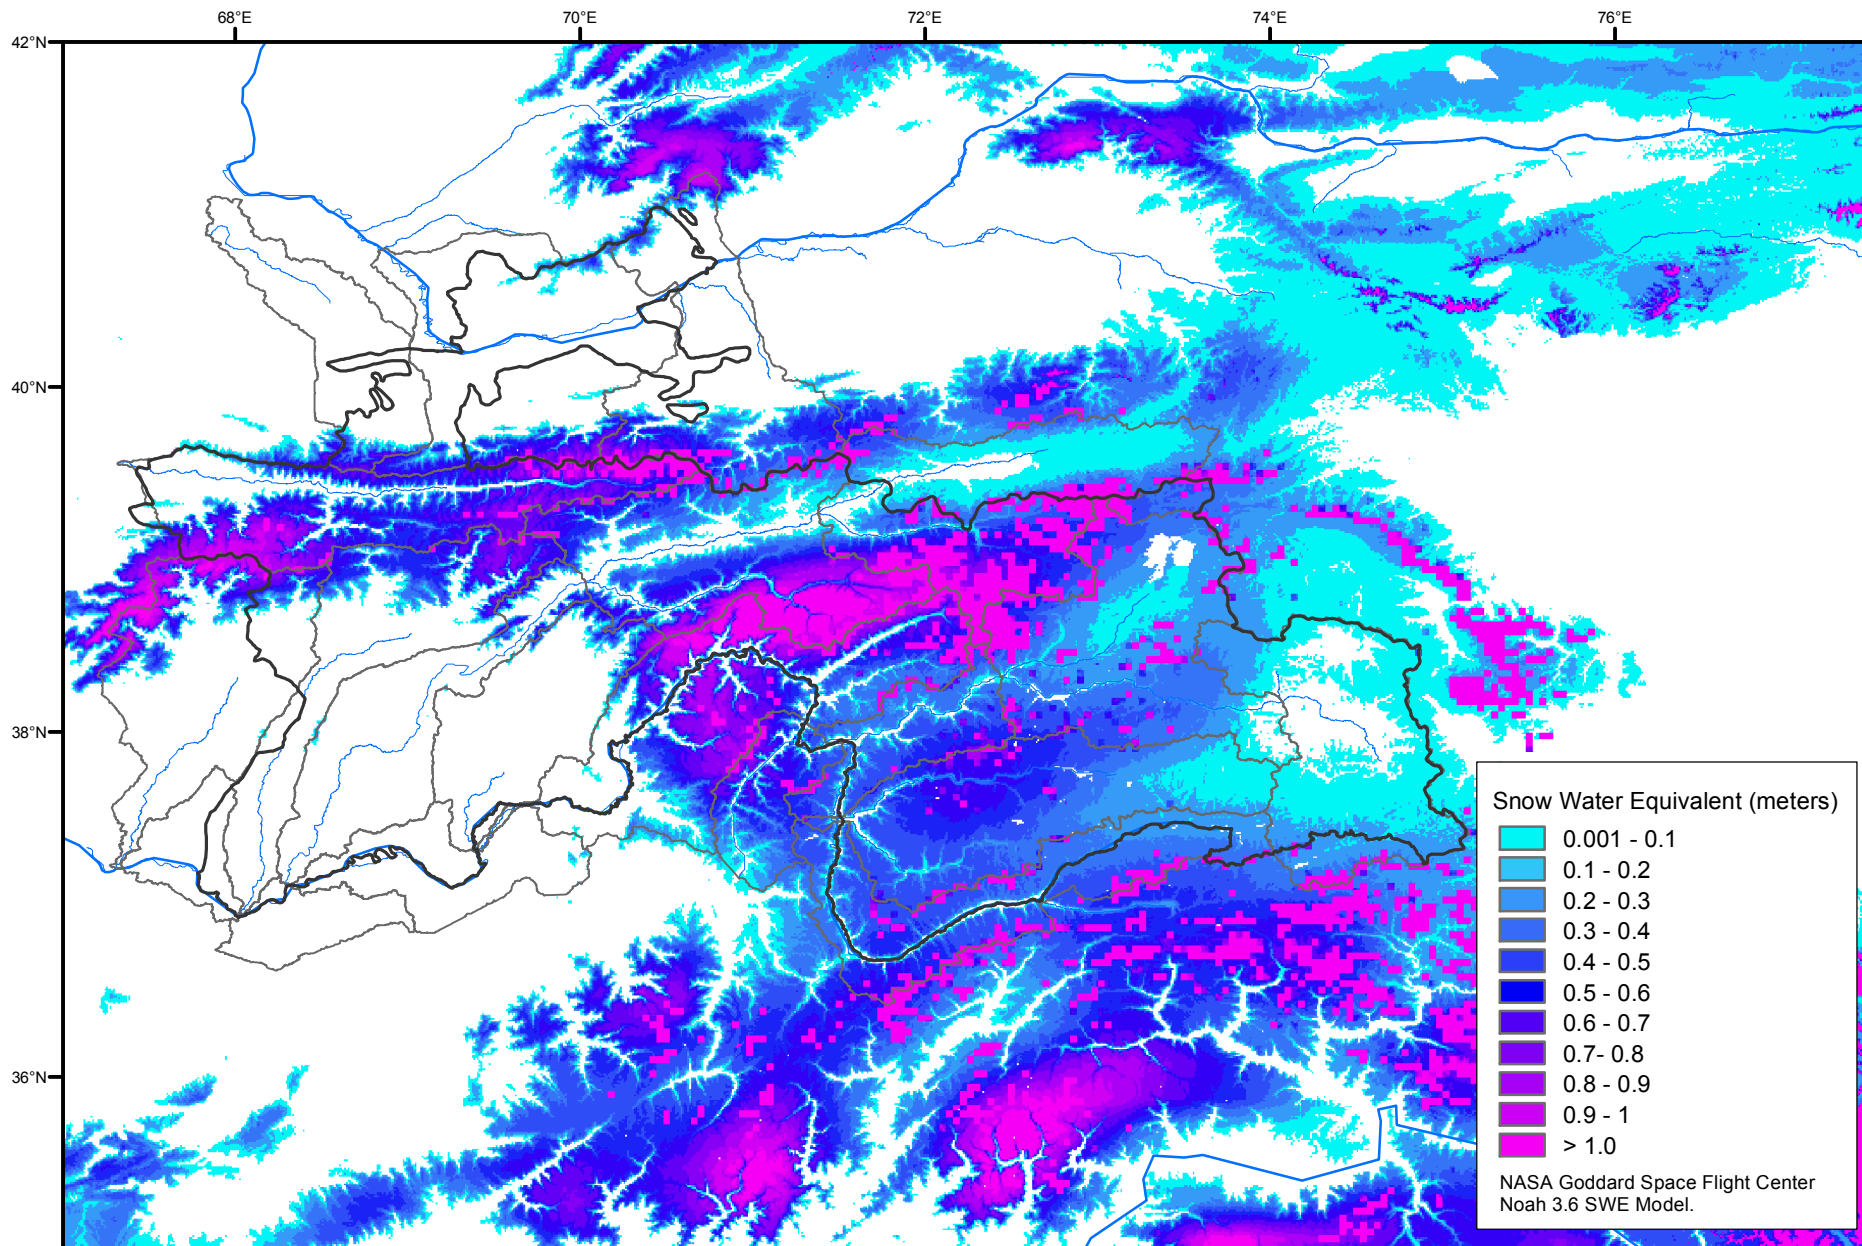 68°E 70°E 72°E 74°E 76°E
42°N
40°N
38°N
36°N
Snow Water Equivalent (meters)
0.001 - 0.1
0.1 - 0.2
0.2 - 0.3
0.3 - 0.4
0.4 - 0.5
0.5 - 0.6
0.6 - 0.7
0.7- 0.8
0.8 - 0.9
0.9 - 1
> 1.0
NASA Goddard Space Flight Center
Noah 3.6 SWE Model.